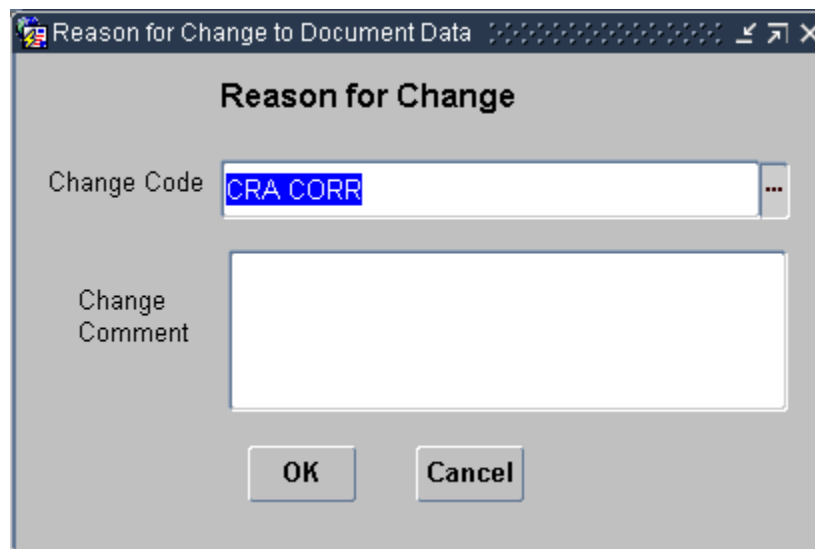 Reason for Change to Document Data
Reason for Change
Change Code
CRA CORR
...
Change
Comment
OK
Cancel